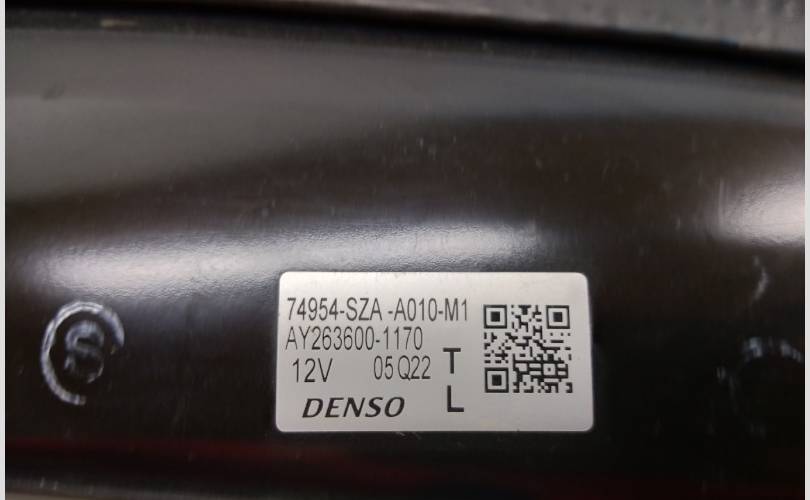 74954-SZA -A010-M1
AY263600-1170
12V 05Q22 T
DENSO L
S